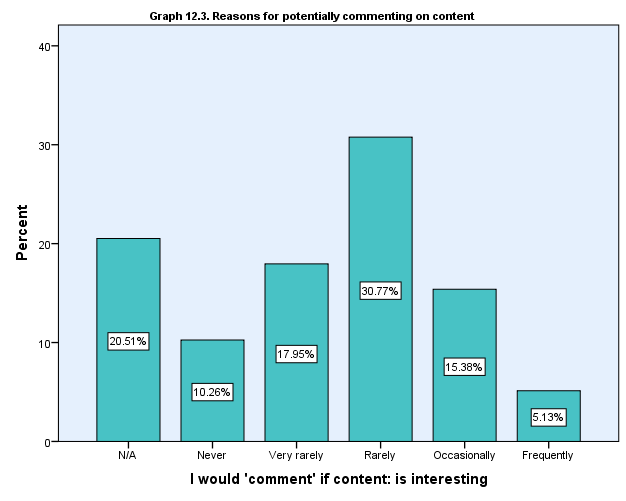 Graph 12.3. Reasons for potentially commenting on content
40
30
20
10
0
Percent
20.51%
10.26%
17.95%
30.77%
15.38%
5.13%
N/A
Never
Very rarely
Rarely
Occasionally
Frequently
I would 'comment' if content: is interesting